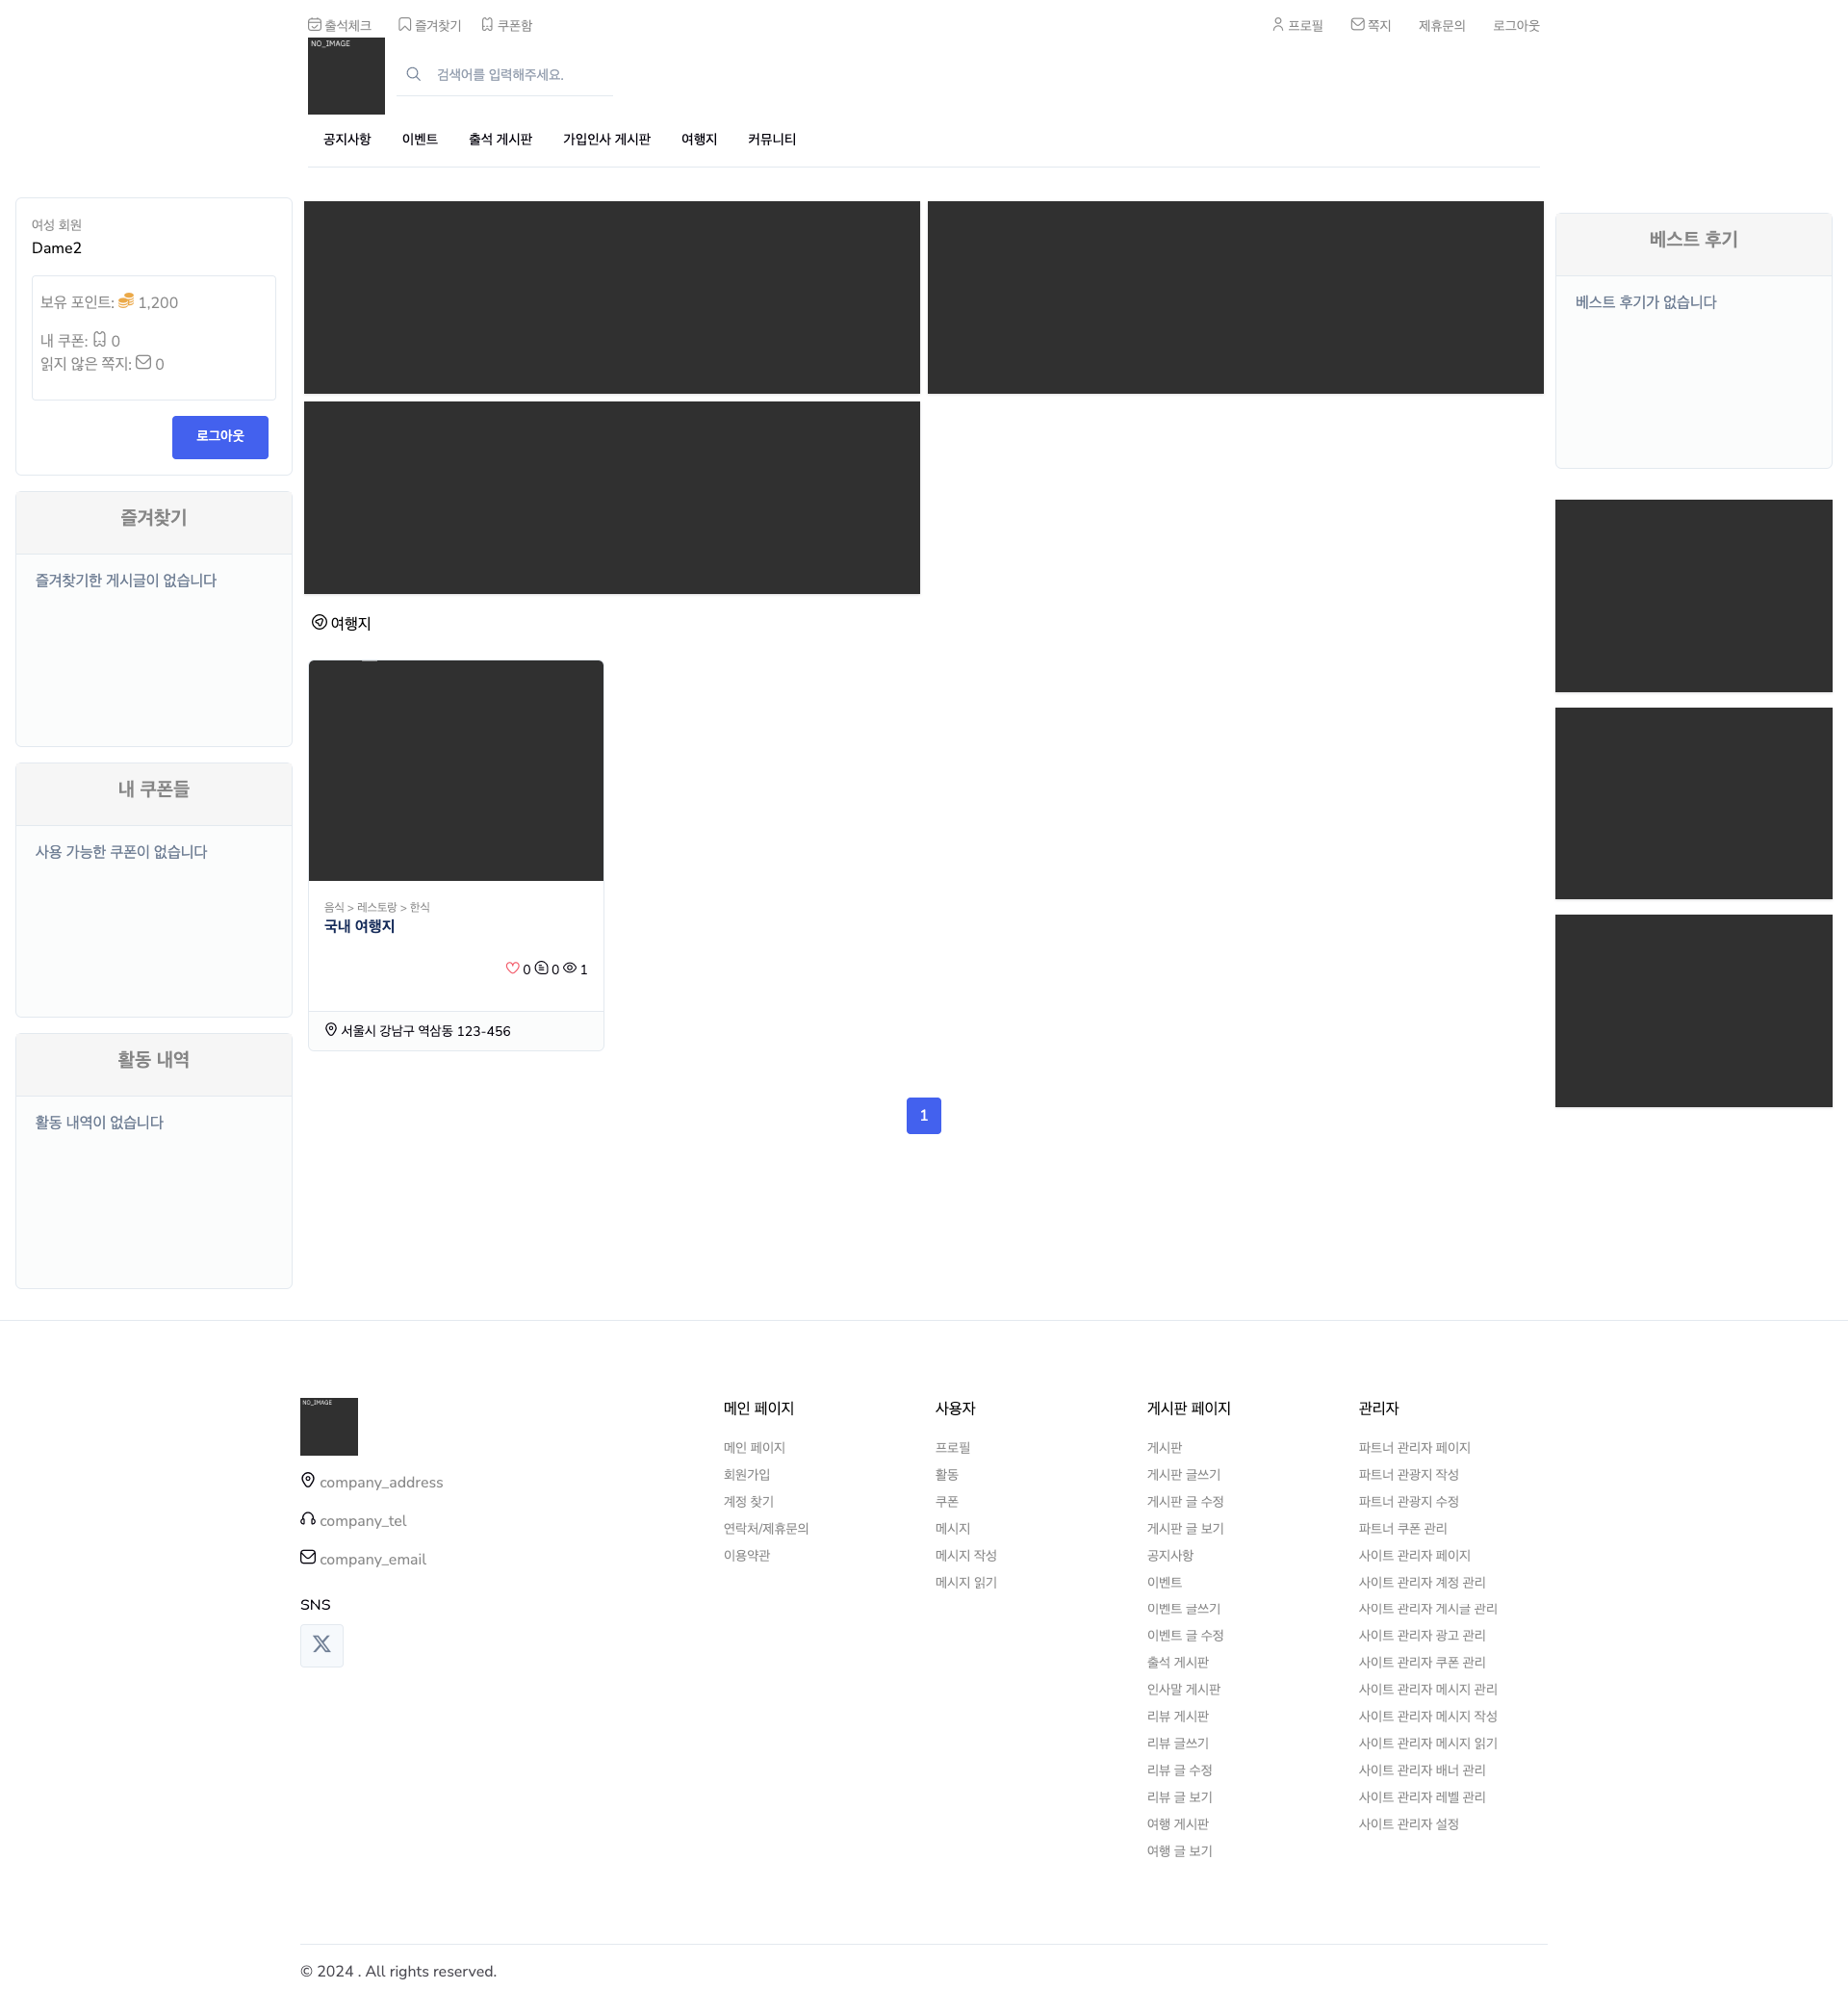 출석체크 즐겨찾기 쿠폰함 프로필 쪽지 제휴문의 로그아웃
NO_IMAGE
검색어를 입력해주세요.
공지사항 이벤트 출석 게시판 가입인사 게시판 여행지 커뮤니티
여성 회원
Dame2
보유 포인트: 1,200
내 쿠폰: 0
읽지 않은 쪽지: 0
로그아웃
즐겨찾기
즐겨찾기한 게시글이 없습니다
내 쿠폰들
사용 가능한 쿠폰이 없습니다
활동 내역
활동 내역이 없습니다
여행지
음식 > 레스토랑 > 한식
국내 여행지
0 0 1
서울시 강남구 역삼동 123-456
1
베스트 후기
베스트 후기가 없습니다
NO_IMAGE
company_address
company_tel
company_email
SNS
메인 페이지
메인 페이지
회원가입
계정 찾기
연락처/제휴문의
이용약관
사용자
프로필
활동
쿠폰
메시지
메시지 작성
메시지 읽기
게시판 페이지
게시판
게시판 글쓰기
게시판 글 수정
게시판 글 보기
공지사항
이벤트
이벤트 글쓰기
이벤트 글 수정
출석 게시판
인사말 게시판
리뷰 게시판
리뷰 글쓰기
리뷰 글 수정
리뷰 글 보기
여행 게시판
여행 글 보기
관리자
파트너 관리자 페이지
파트너 관광지 작성
파트너 관광지 수정
파트너 쿠폰 관리
사이트 관리자 페이지
사이트 관리자 계정 관리
사이트 관리자 게시글 관리
사이트 관리자 광고 관리
사이트 관리자 쿠폰 관리
사이트 관리자 메시지 관리
사이트 관리자 메시지 작성
사이트 관리자 메시지 읽기
사이트 관리자 배너 관리
사이트 관리자 레벨 관리
사이트 관리자 설정
© 2024 . All rights reserved.